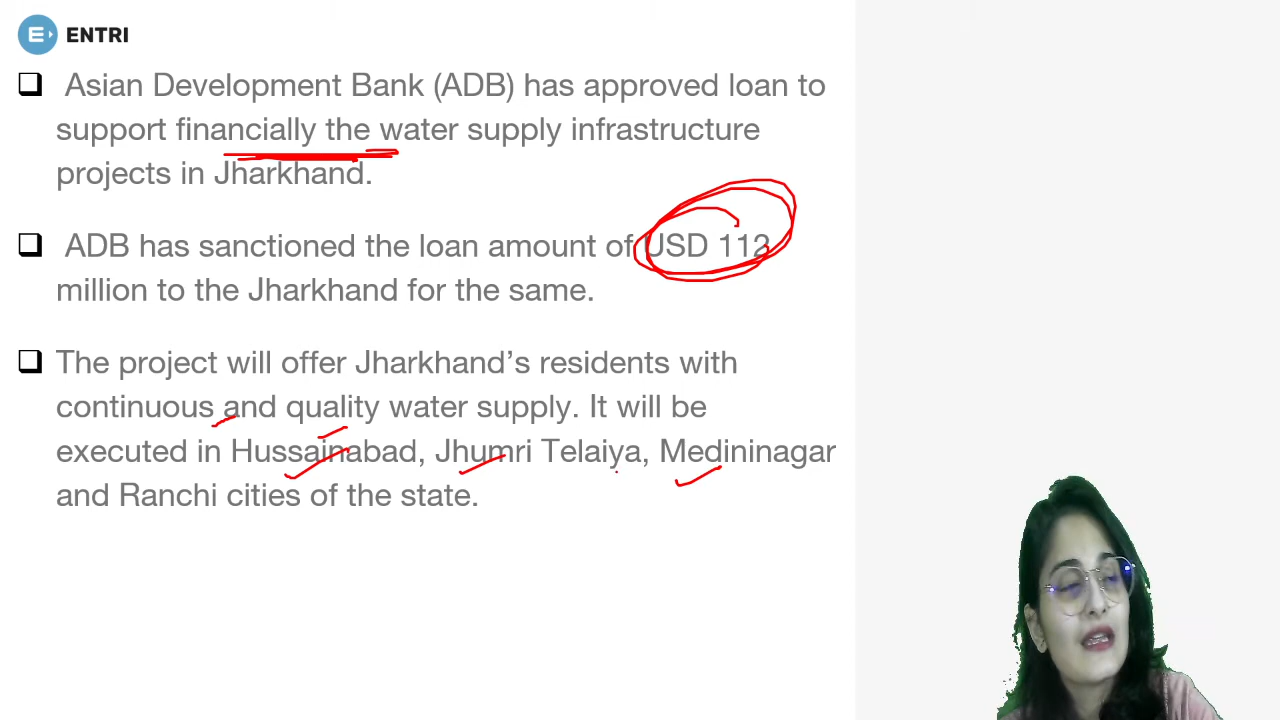 E ENTRI
Asian Development Bank (ADB) has approved loan to
support financially the water supply infrastructure
projects in Jharkhand.
ADB has sanctioned the loan amount of USD 112
million to the Jharkhand for the same.
The project will offer Jharkhand’s residents with
continuous and quality water supply. It will be
executed in Hussainabad, Jhumri Telaiya, Medininagar
and Ranchi cities of the state.